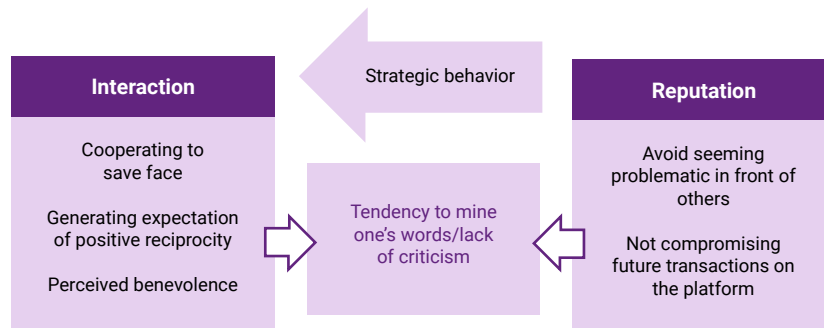 Strategic behavior
Interaction
Cooperating to
save face
Generating expectation
of positive reciprocity
Perceived benevolence
Tendency to mine
one's words/lack
of criticism
Reputation
Avoid seeming
problematic in front of
others
Not compromising
future transactions on
the platform